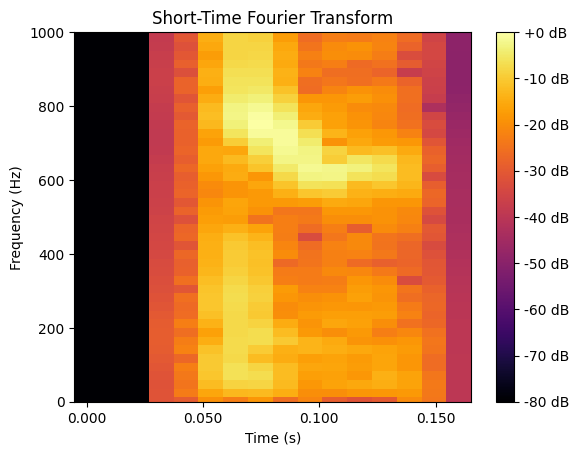 Short-Time Fourier Transform
1000
800
600
400
200
0
Frequency (Hz)
0.000
0.050
0.100
0.150
Time (s)
+0 dB
-10 dB
-20 dB
-30 dB
-40 dB
-50 dB
-60 dB
-70 dB
-80 dB